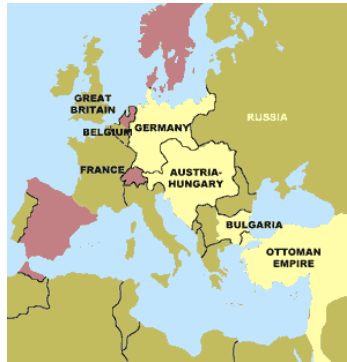 GREAT
BRITAIN
RUSSIA
BELGIUM
GERMANY
FRANCE
AUSTRIA-
HUNGARY
BULGARIA
OTTOMAN
EMPIRE